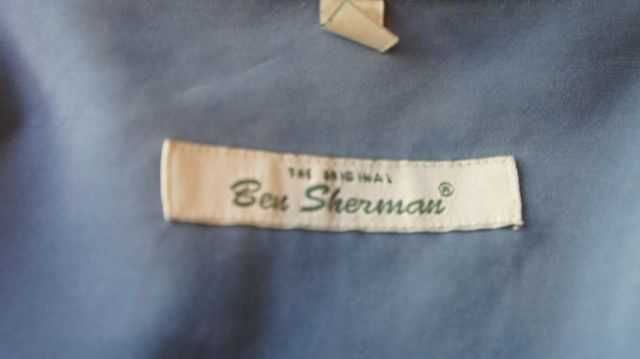 THE ORIGINAL
Ben Sherman®